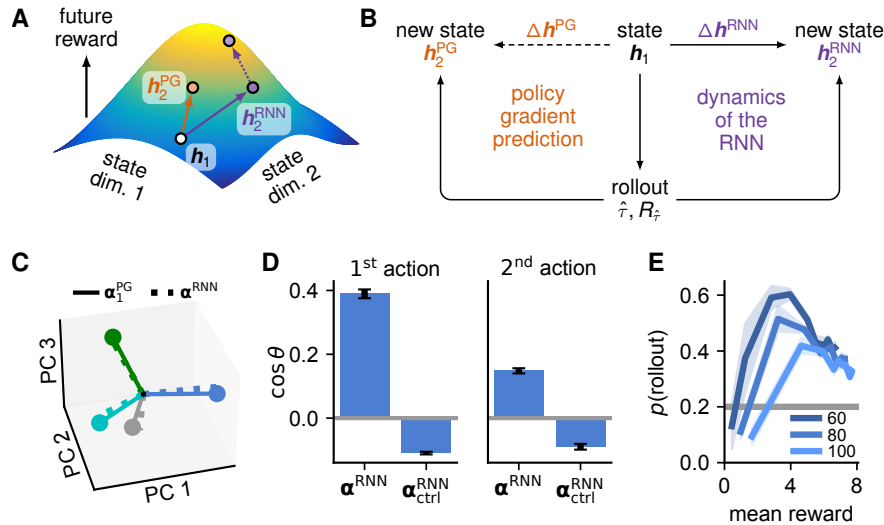 A
future
reward
h₂ᴾᴳ
h₂ᴿᴺᴺ
h₁
state
dim. 1
state
dim. 2
B
new state
h₂ᴾᴳ
Δhᴾᴳ
state
h₁
Δhᴿᴺᴺ
new state
h₂ᴿᴺᴺ
policy
gradient
prediction
dynamics
of the
RNN
rollout
τ̂, R_τ̂
C
α₁ᴾᴳ αᴿᴺᴺ
PC 3
PC 2
PC 1
D
1ˢᵗ action
2ⁿᵈ action
cos θ
0.4
0.2
0.0
αᴿᴺᴺ
α_ctrlᴿᴺᴺ
αᴿᴺᴺ
α_ctrlᴿᴺᴺ
E
p(rollout)
0.6
0.4
0.2
0.0
60
80
100
0
4
8
mean reward